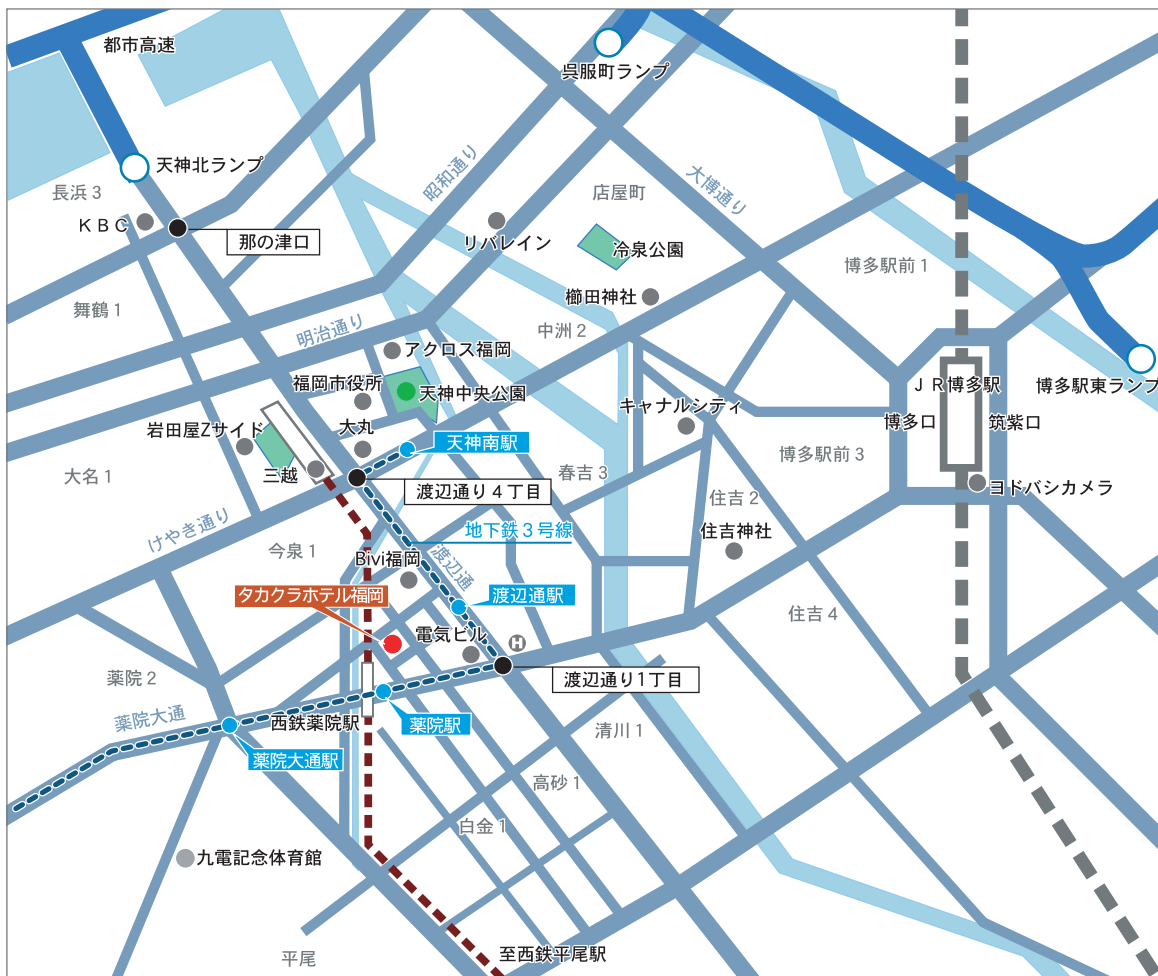 都市高速
呉服町ランプ
天神北ランプ
長浜3
昭和通り
大博通り
店屋町
KBC
那の津口
リバレイン
冷泉公園
博多駅前1
舞鶴1
櫛田神社
明治通り
中洲2
アクロス福岡
福岡市役所
天神中央公園
JR博多駅
博多駅東ランプ
キャナルシティ
博多口
筑紫口
岩田屋Zサイド
大丸
天神南駅
大名1
三越
春吉3
博多駅前3
渡辺通り4丁目
住吉2
ヨドバシカメラ
けやき通り
地下鉄3号線
今泉1
渡辺通
住吉神社
Bivi福岡
タカクラホテル福岡
渡辺通駅
住吉4
電気ビル
H
薬院2
渡辺通り1丁目
薬院大通
西鉄薬院駅
薬院駅
清川1
薬院大通駅
高砂1
白金1
九電記念体育館
平尾
至西鉄平尾駅